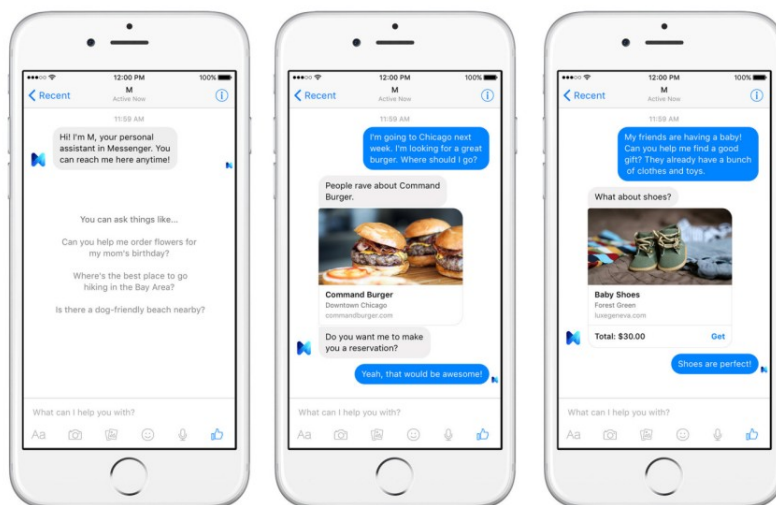 12:00 PM
100%
Recent
M
Active Now
11:59 AM
Hi! I'm M, your personal
assistant in Messenger. You
can reach me here anytime!
You can ask things like...
Can you help me order flowers for
my mom's birthday?
Where's the best place to go
hiking in the Bay Area?
Is there a dog-friendly beach nearby?
What can I help you with?
Aa
12:00 PM
100%
Recent
M
Active Now
11:59 AM
I'm going to Chicago next
week. I'm looking for a great
burger. Where should I go?
People rave about Command
Burger.
Command Burger
Downtown Chicago
commandburger.com
Do you want me to make
you a reservation?
Yeah, that would be awesome!
What can I help you with?
Aa
12:00 PM
100%
Recent
M
Active Now
11:59 AM
My friends are having a baby!
Can you help me find a good
gift? They already have a bunch
of clothes and toys.
What about shoes?
Baby Shoes
Forest Green
luxegeneva.com
Total: $30.00 Get
Shoes are perfect!
What can I help you with?
Aa